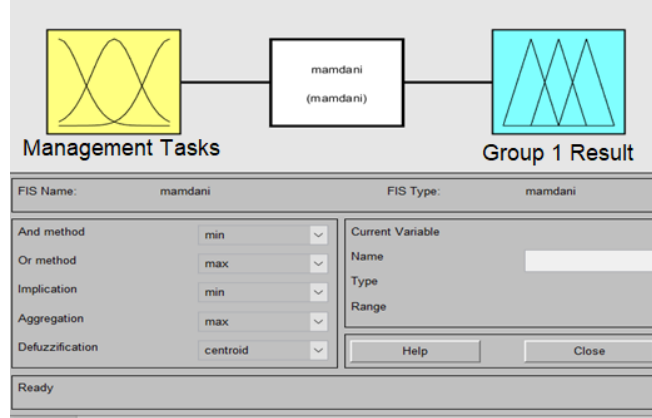 mamdani
(mamdani)
Management Tasks
Group 1 Result
FIS Name: mamdani FIS Type: mamdani
And method min
Or method max
Implication min
Aggregation max
Defuzzification centroid
Current Variable
Name
Type
Range
Help Close
Ready